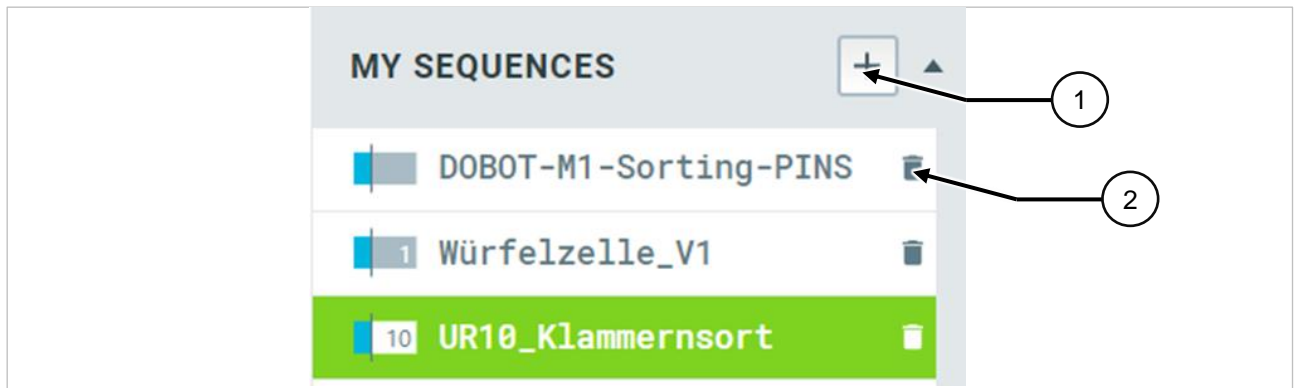 MY SEQUENCES
1
DOBOT-M1-Sorting-PINS
2
1 Würfelzelle_V1
10 UR10_Klammernsort